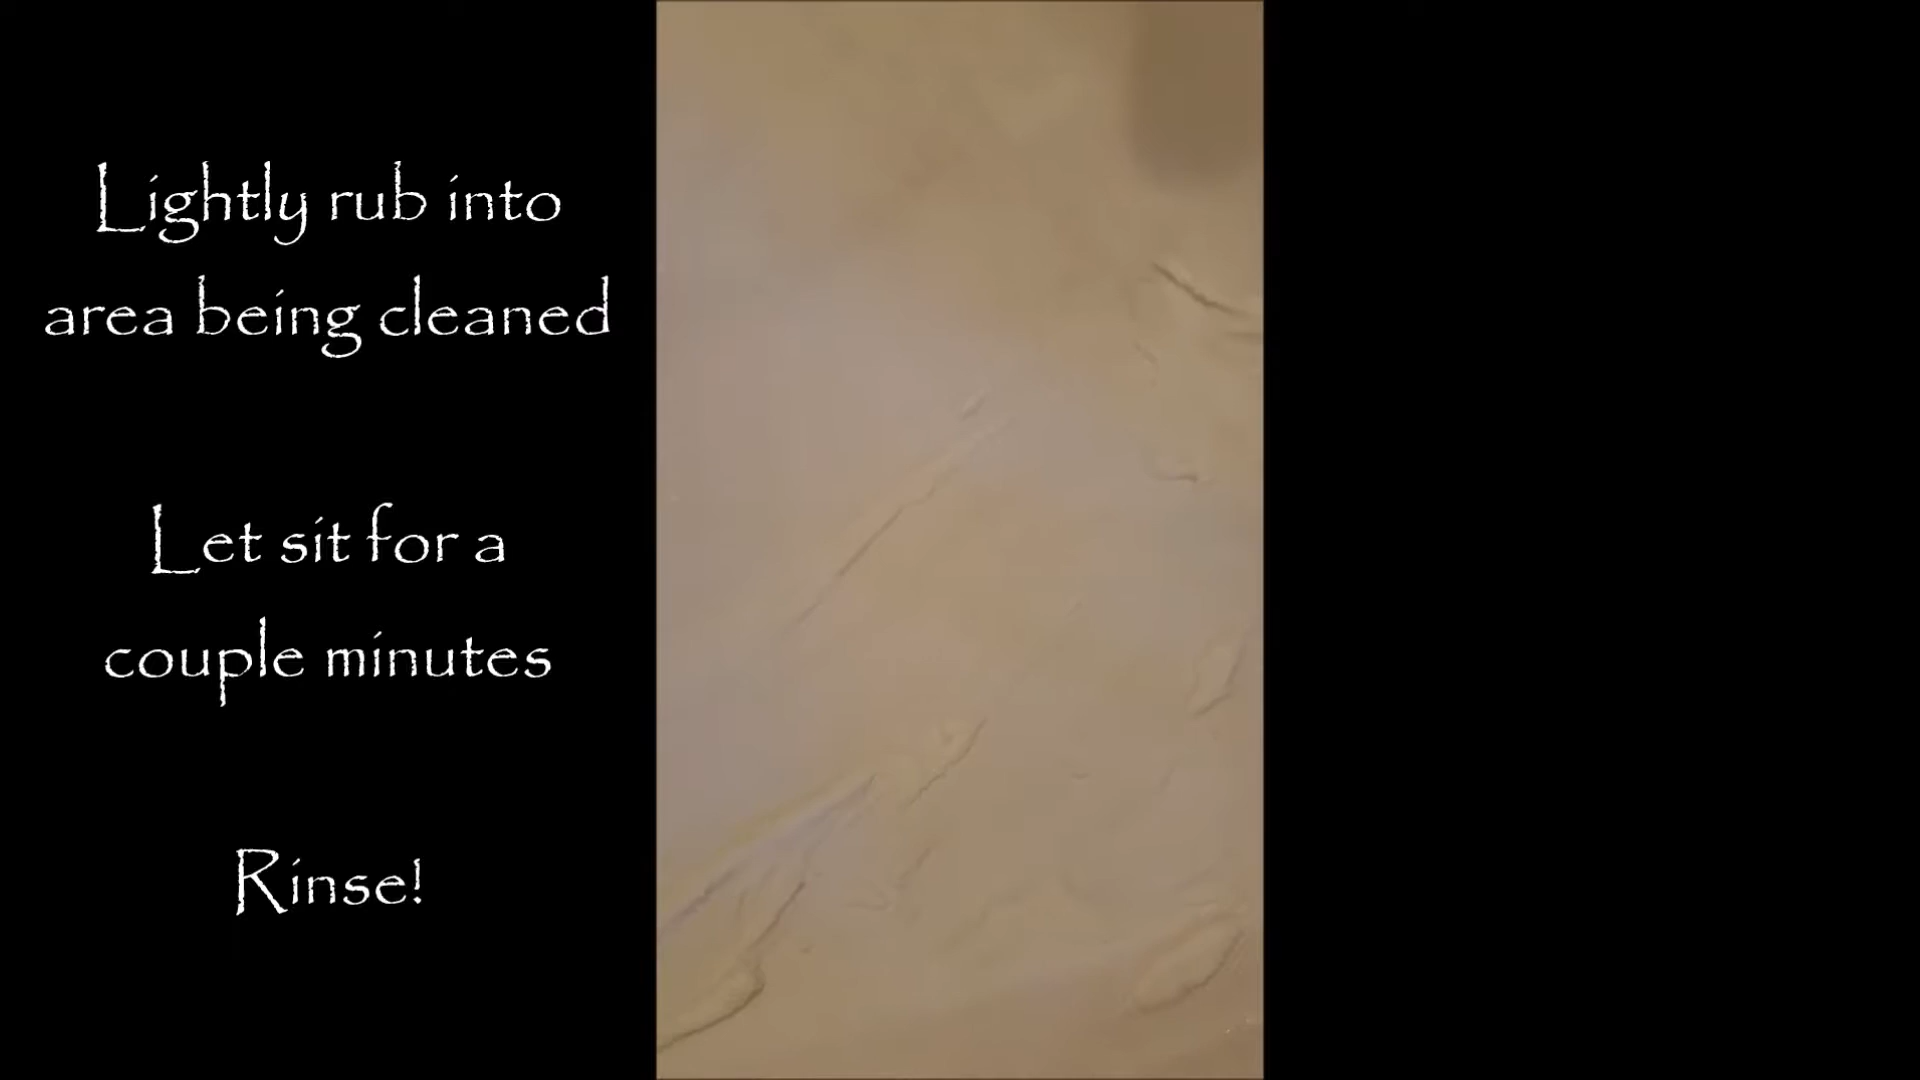 Lightly rub into
area being cleaned
Let sit for a
couple minutes
Rinse!